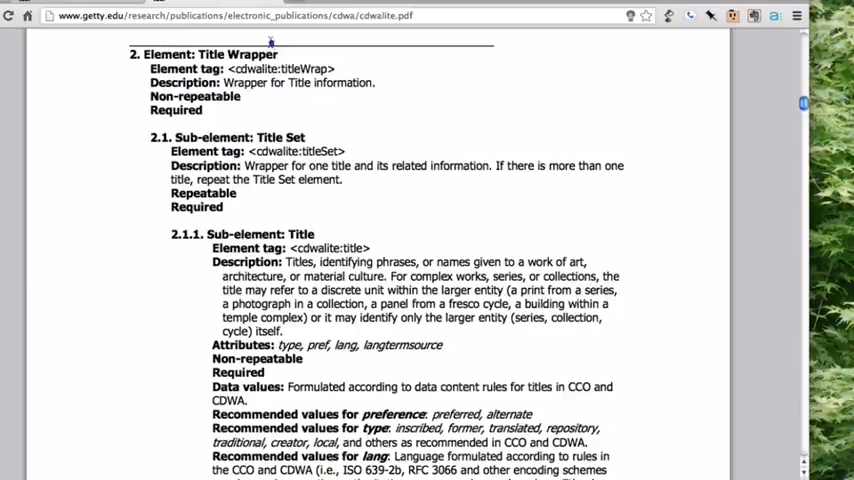 www.getty.edu/research/publications/electronic_publications/cdwa/cdwalite.pdf
2. Element: Title Wrapper
Element tag: <cdwalite:titleWrap>
Description: Wrapper for Title information.
Non-repeatable
Required
2.1. Sub-element: Title Set
Element tag: <cdwalite:titleSet>
Description: Wrapper for one title and its related information. If there is more than one
title, repeat the Title Set element.
Repeatable
Required
2.1.1. Sub-element: Title
Element tag: <cdwalite:title>
Description: Titles, identifying phrases, or names given to a work of art,
architecture, or material culture. For complex works, series, or collections, the
title may refer to a discrete unit within the larger entity (a print from a series,
a photograph in a collection, a panel from a fresco cycle, a building within a
temple complex) or it may identify only the larger entity (series, collection,
cycle) itself.
Attributes: type, pref, lang, langtermsource
Non-repeatable
Required
Data values: Formulated according to data content rules for titles in CCO and
CDWA.
Recommended values for preference: preferred, alternate
Recommended values for type: inscribed, former, translated, repository,
traditional, creator, local, and others as recommended in CCO and CDWA.
Recommended values for lang: Language formulated according to rules in
the CCO and CDWA (i.e., ISO 639-2b, RFC 3066 and other encoding schemes